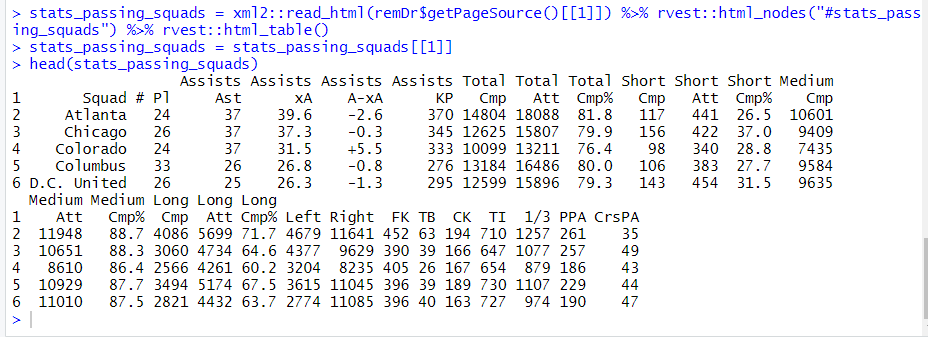 > stats_passing_squads = xml2::read_html(remDr$getPageSource()[[1]]) %>% rvest::html_nodes("#stats_pass
ing_squads") %>% rvest::html_table()
> stats_passing_squads = stats_passing_squads[[1]]
> head(stats_passing_squads)
Assists Assists Assists Assists Total Total Total Short Short Short Medium
1 Squad # Pl Ast xA A-xA KP Cmp Att Cmp% Cmp Att Cmp% Cmp
2 Atlanta 24 37 39.6 -2.6 370 14804 18088 81.8 117 441 26.5 10601
3 Chicago 26 37 37.3 -0.3 345 12625 15807 79.9 156 422 37.0 9409
4 Colorado 24 37 31.5 +5.5 333 10099 13211 76.4 98 340 28.8 7435
5 Columbus 33 26 26.8 -0.8 276 13184 16486 80.0 106 383 27.7 9584
6 D.C. United 26 25 26.3 -1.3 295 12599 15896 79.3 143 454 31.5 9635
Medium Medium Long Long Long
1 Att Cmp% Cmp Att Cmp% Left Right FK TB CK TI 1/3 PPA CrsPA
2 11948 88.7 4086 5699 71.7 4679 11641 452 63 194 710 1257 261 35
3 10651 88.3 3060 4734 64.6 4377 9629 390 39 166 647 1077 257 49
4 8610 86.4 2566 4261 60.2 3204 8235 405 26 167 654 879 186 43
5 10929 87.7 3494 5174 67.5 3615 11045 396 39 189 730 1107 229 44
6 11010 87.5 2821 4432 63.7 2774 11085 396 40 163 727 974 190 47
>